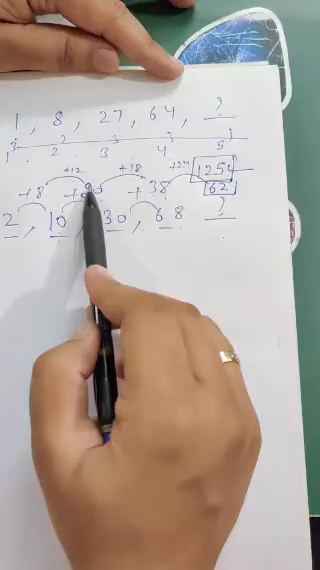 1, 8, 27, 64, ?
1³ 2³ 3³ 4³ 5³
+12 +18 +24 125
+8 +38 62
2, 10, 30, 68 ?